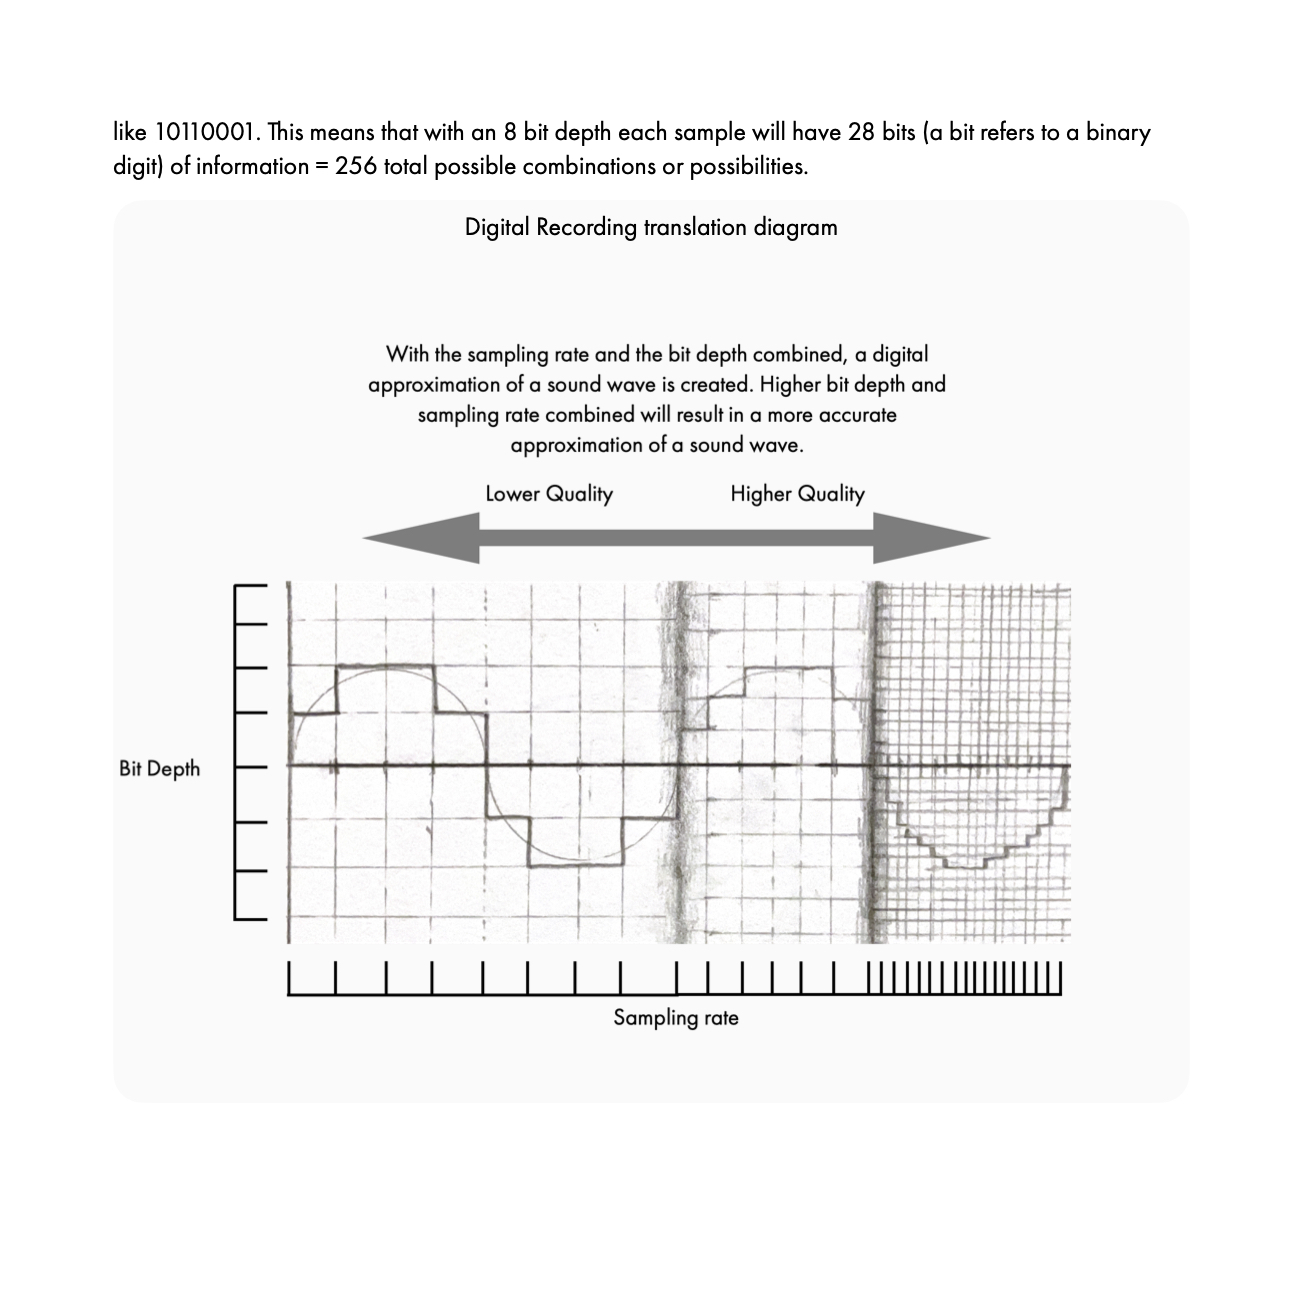 like 10110001. This means that with an 8 bit depth each sample will have 28 bits (a bit refers to a binary
digit) of information = 256 total possible combinations or possibilities.
Digital Recording translation diagram
With the sampling rate and the bit depth combined, a digital
approximation of a sound wave is created. Higher bit depth and
sampling rate combined will result in a more accurate
approximation of a sound wave.
Lower Quality
Higher Quality
Bit Depth
Sampling rate